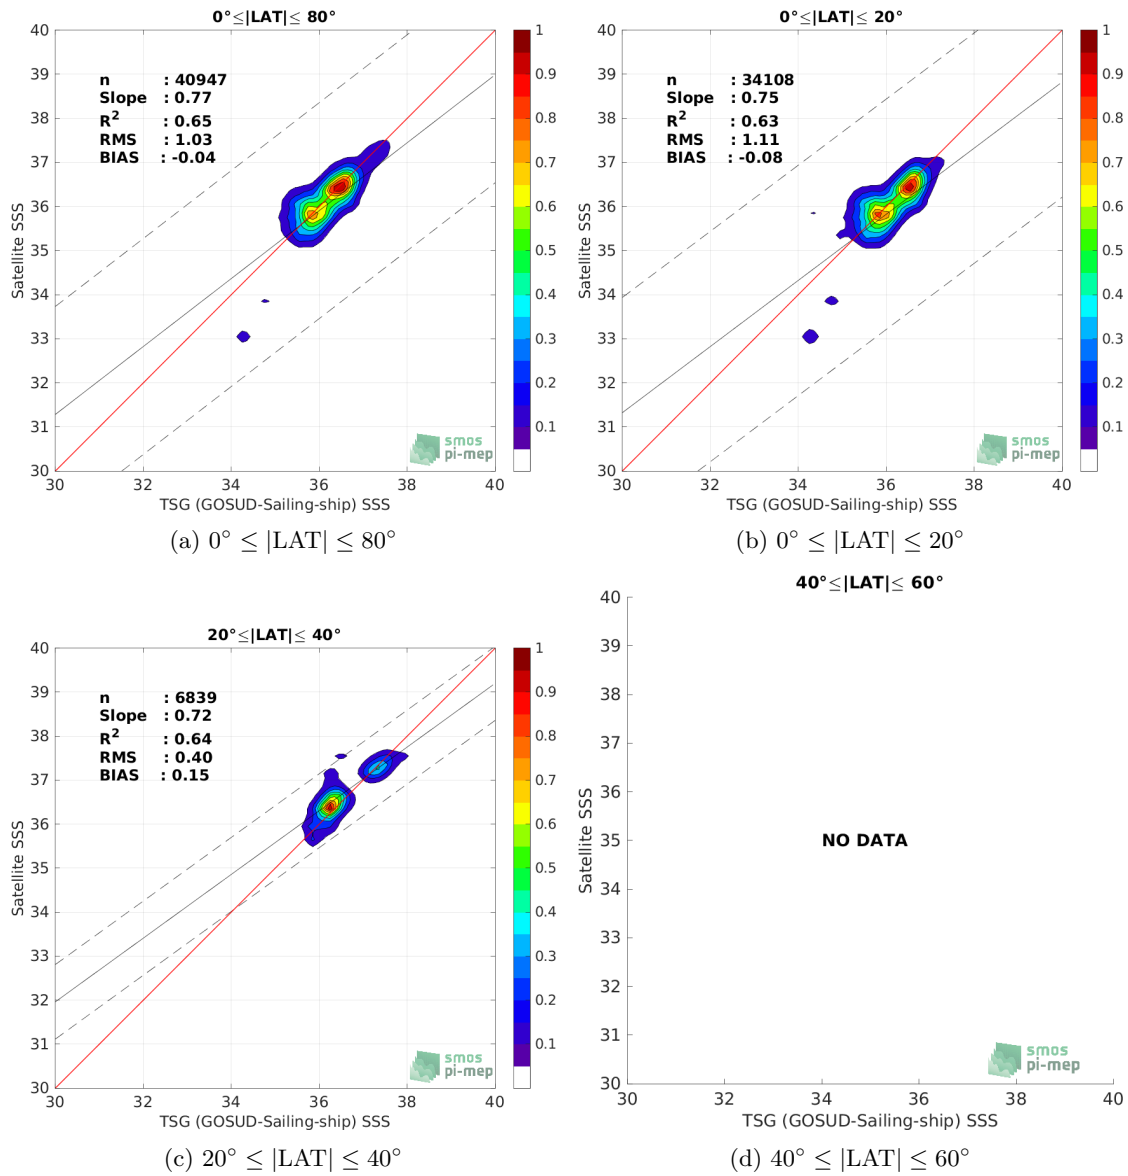 0°≤|LAT|≤ 80°
40
39
38
37
36
35
34
33
32
31
30
Satellite SSS
n : 40947
Slope : 0.77
R² : 0.65
RMS : 1.03
BIAS : -0.04
smos
pi-mep
30 32 34 36 38 40
TSG (GOSUD-Sailing-ship) SSS
1
0.9
0.8
0.7
0.6
0.5
0.4
0.3
0.2
0.1
(a) 0° ≤ |LAT| ≤ 80°
0°≤|LAT|≤ 20°
40
39
38
37
36
35
34
33
32
31
30
Satellite SSS
n : 34108
Slope : 0.75
R² : 0.63
RMS : 1.11
BIAS : -0.08
smos
pi-mep
30 32 34 36 38 40
TSG (GOSUD-Sailing-ship) SSS
1
0.9
0.8
0.7
0.6
0.5
0.4
0.3
0.2
0.1
(b) 0° ≤ |LAT| ≤ 20°
20°≤|LAT|≤ 40°
40
39
38
37
36
35
34
33
32
31
30
Satellite SSS
n : 6839
Slope : 0.72
R² : 0.64
RMS : 0.40
BIAS : 0.15
smos
pi-mep
30 32 34 36 38 40
TSG (GOSUD-Sailing-ship) SSS
1
0.9
0.8
0.7
0.6
0.5
0.4
0.3
0.2
0.1
(c) 20° ≤ |LAT| ≤ 40°
40°≤|LAT|≤ 60°
40
39
38
37
36
35
34
33
32
31
30
Satellite SSS
NO DATA
smos
pi-mep
30 32 34 36 38 40
TSG (GOSUD-Sailing-ship) SSS
(d) 40° ≤ |LAT| ≤ 60°